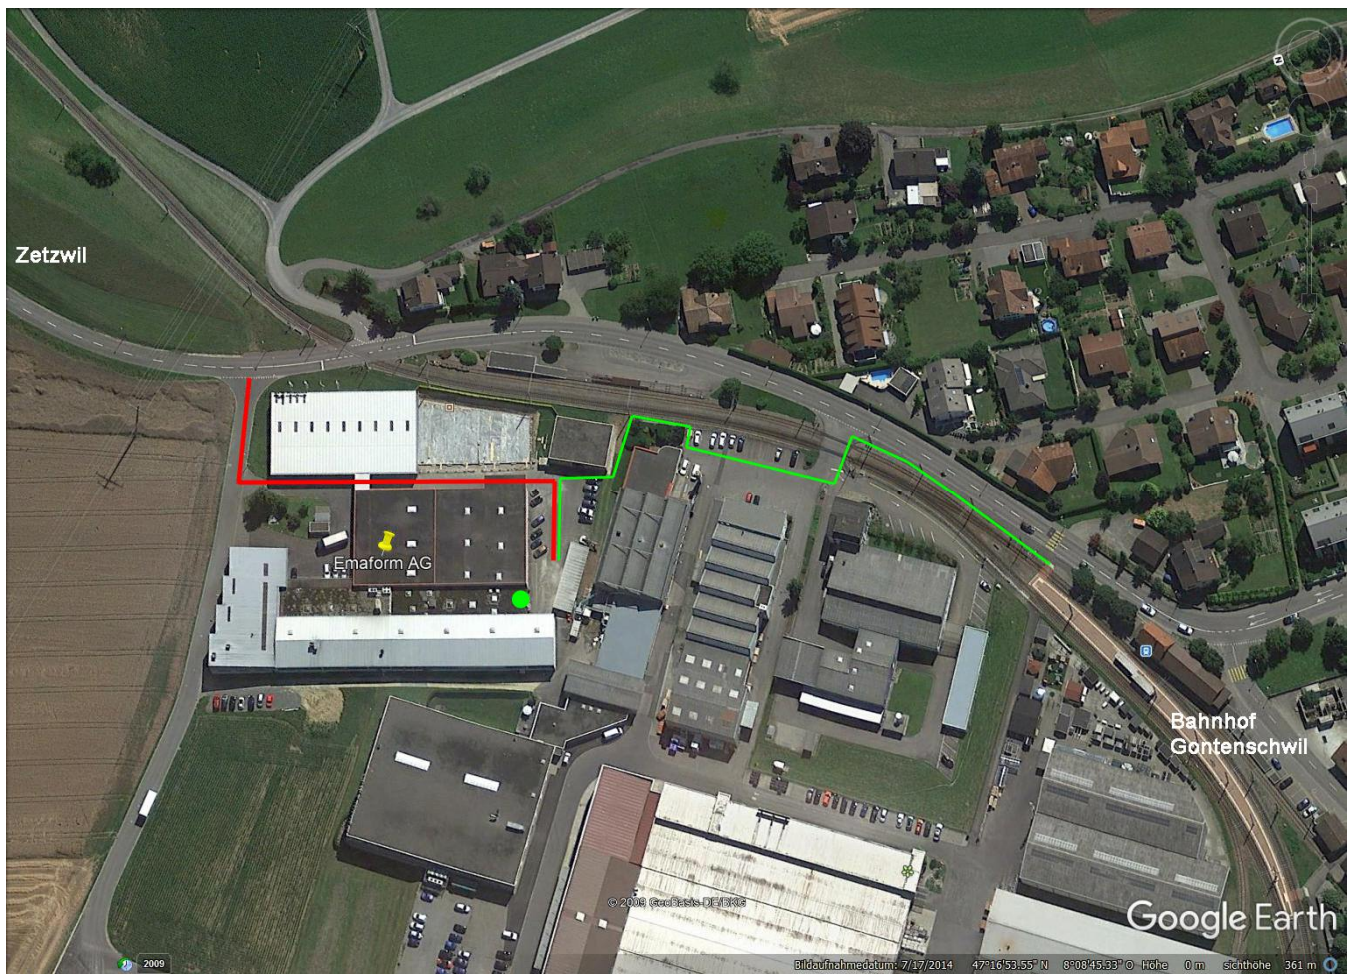 N
Zetzwil
Emaform AG
Bahnhof
Gontenschwil
© 2009 GeoBasis-DE/BKG
Google Earth
2009
Bildaufnahmedatum: 7/17/2014 47°16'53.55" N 8°08'45.33" O Höhe 0 m sichthöhe 361 m